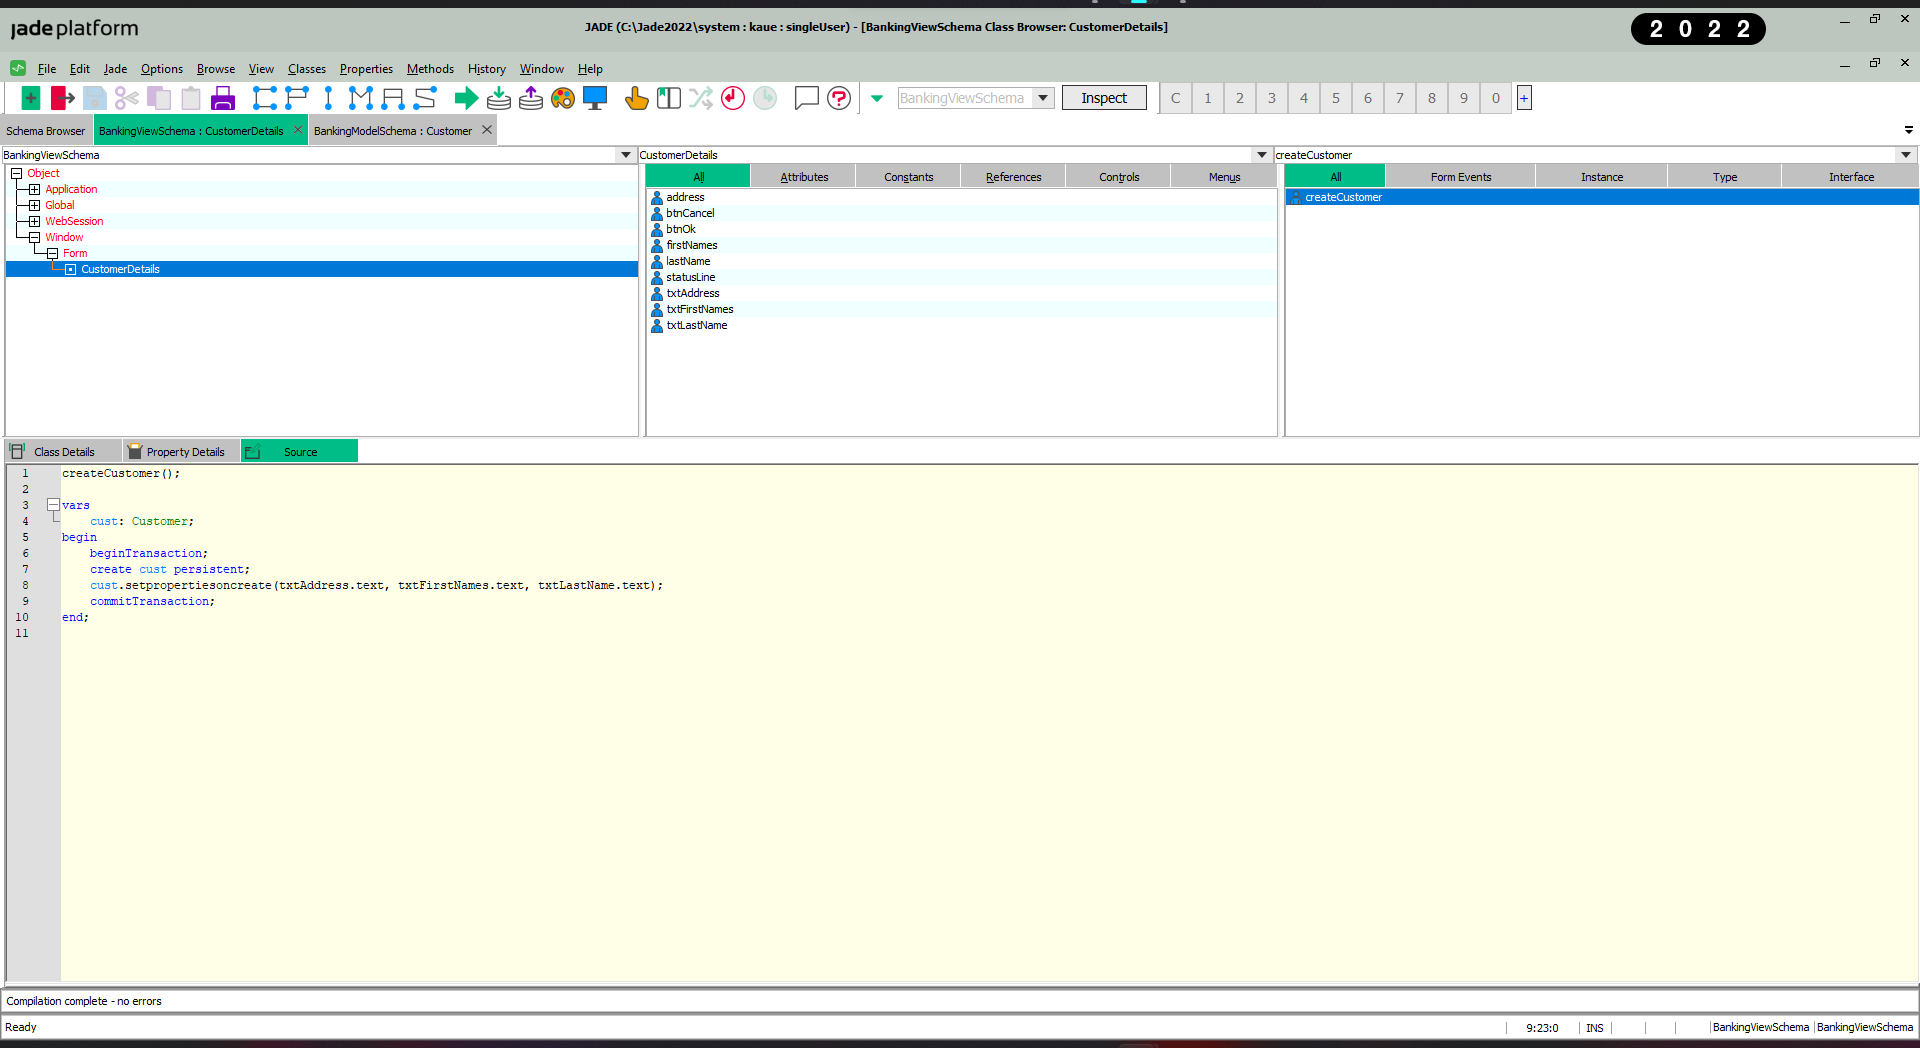 jade platform
JADE (C:\Jade2022\system : kaue : singleUser) - [BankingViewSchema Class Browser: CustomerDetails]
2 0 2 2
File Edit Jade Options Browse View Classes Properties Methods History Window Help
BankingViewSchema Inspect C 1 2 3 4 5 6 7 8 9 0 +
Schema Browser BankingViewSchema : CustomerDetails BankingModelSchema : Customer
BankingViewSchema CustomerDetails createCustomer
Object
Application
Global
WebSession
Window
Form
CustomerDetails
All Attributes Constants References Controls Menus
address
btnCancel
btnOk
firstNames
lastName
statusLine
txtAddress
txtFirstNames
txtLastName
All Form Events Instance Type Interface
createCustomer
Class Details Property Details Source
1 createCustomer();
2
3 vars
4 cust: Customer;
5 begin
6 beginTransaction;
7 create cust persistent;
8 cust.setpropertiesoncreate(txtAddress.text, txtFirstNames.text, txtLastName.text);
9 commitTransaction;
10 end;
11
Compilation complete - no errors
Ready 9:23:0 INS BankingViewSchema BankingViewSchema